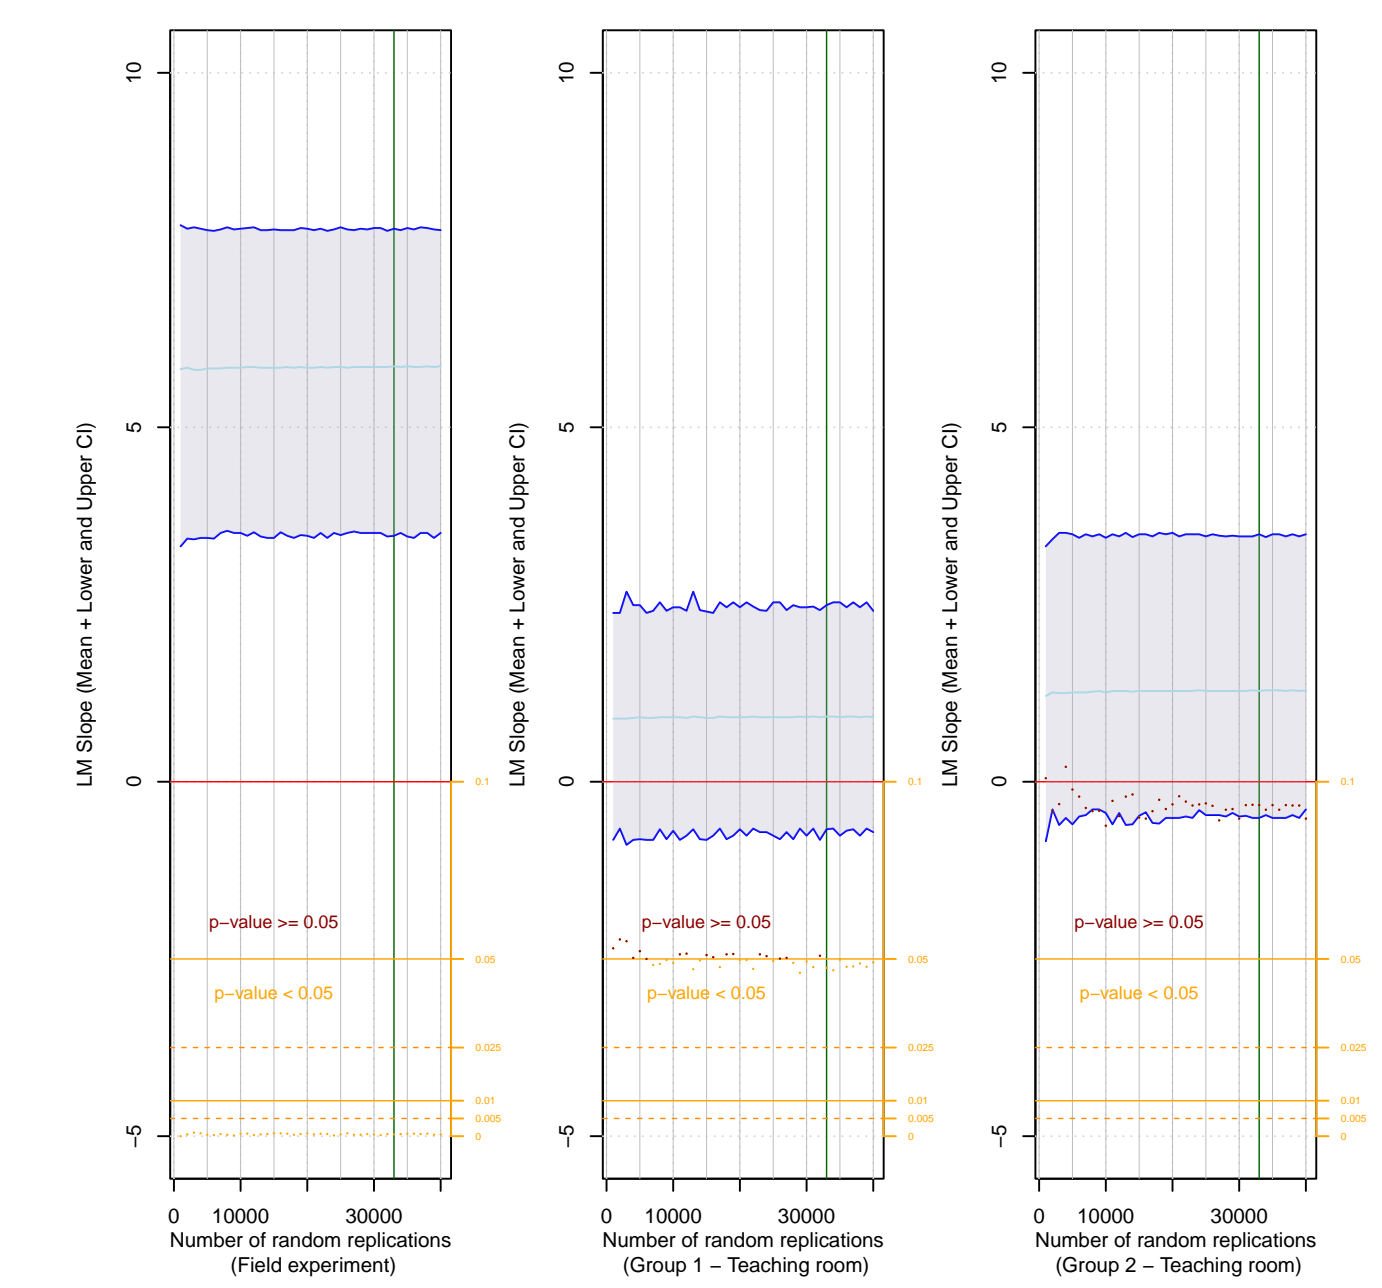 LM Slope (Mean + Lower and Upper CI)
10
5
0
−5
p−value >= 0.05
p−value < 0.05
0.1
0.05
0.025
0.01
0.005
0
0 10000 30000
Number of random replications
(Field experiment)
LM Slope (Mean + Lower and Upper CI)
10
5
0
−5
p−value >= 0.05
p−value < 0.05
0.1
0.05
0.025
0.01
0.005
0
0 10000 30000
Number of random replications
(Group 1 − Teaching room)
LM Slope (Mean + Lower and Upper CI)
10
5
0
−5
p−value >= 0.05
p−value < 0.05
0.1
0.05
0.025
0.01
0.005
0
0 10000 30000
Number of random replications
(Group 2 − Teaching room)